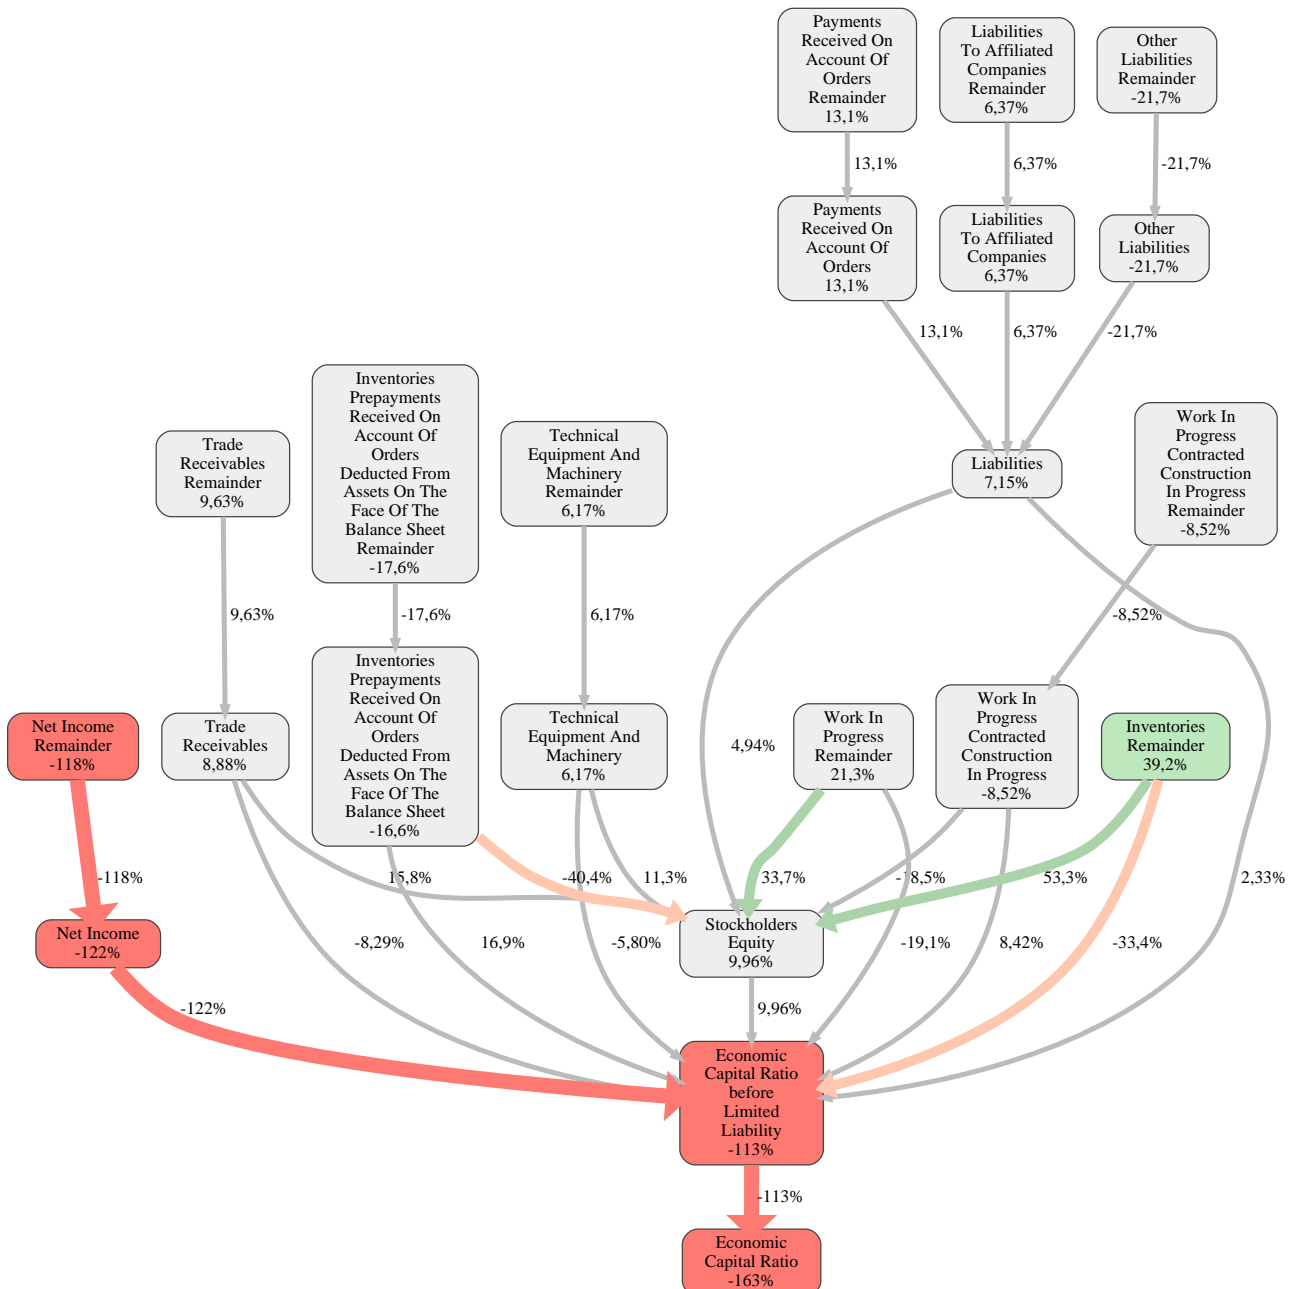 Payments
Received On
Account Of
Orders
Remainder
13,1%
Liabilities
To Affiliated
Companies
Remainder
6,37%
Other
Liabilities
Remainder
-21,7%
13,1%
6,37%
-21,7%
Payments
Received On
Account Of
Orders
13,1%
Liabilities
To Affiliated
Companies
6,37%
Other
Liabilities
-21,7%
13,1%
6,37%
-21,7%
Trade
Receivables
Remainder
9,63%
Inventories
Prepayments
Received On
Account Of
Orders
Deducted From
Assets On The
Face Of The
Balance Sheet
Remainder
-17,6%
Technical
Equipment And
Machinery
Remainder
6,17%
Liabilities
7,15%
Work In
Progress
Contracted
Construction
In Progress
Remainder
-8,52%
9,63%
-17,6%
6,17%
-8,52%
Net Income
Remainder
-118%
Trade
Receivables
8,88%
Inventories
Prepayments
Received On
Account Of
Orders
Deducted From
Assets On The
Face Of The
Balance Sheet
-16,6%
Technical
Equipment And
Machinery
6,17%
4,94%
Work In
Progress
Remainder
21,3%
Work In
Progress
Contracted
Construction
In Progress
-8,52%
Inventories
Remainder
39,2%
-118%
15,8%
-40,4%
11,3%
33,7%
-18,5%
53,3%
2,33%
Net Income
-122%
-8,29%
16,9%
-5,80%
Stockholders
Equity
9,96%
-19,1%
8,42%
-33,4%
-122%
9,96%
Economic
Capital Ratio
before
Limited
Liability
-113%
-113%
Economic
Capital Ratio
-163%